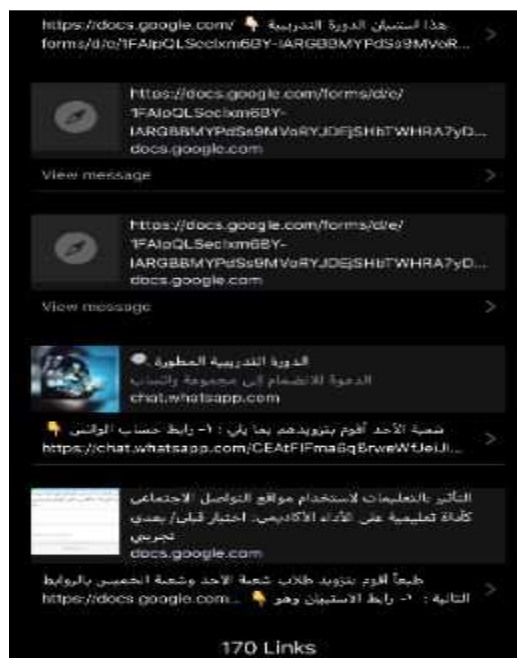 هذا استبيان الدورة التدريبية 👇 https://docs.google.com/
forms/d/e/1FAIpQLSeclxm6BY-IARGBBMYPdSs9MVoR...
https://docs.google.com/forms/d/e/
1FAIpQLSeclxm6BY-
IARGBBMYPdSs9MVoRYJDEjSHbTWHRA7yD...
docs.google.com
View message
https://docs.google.com/forms/d/e/
1FAIpQLSeclxm6BY-
IARGBBMYPdSs9MVoRYJDEjSHbTWHRA7yD...
docs.google.com
View message
الدورة التدريبية المطورة
الدعوة للانضمام إلى مجموعة واتساب
chat.whatsapp.com
شعبة الأحد أقوم بتزويدهم بما يلي : ١- رابط حساب الواتس 👇
https://chat.whatsapp.com/CEAtFIFma6qBrweWfJeiJl...
التأثير بالتعليمات لاستخدام مواقع التواصل الاجتماعي
كأداة تعليمية على الأداء الأكاديمي: اختبار قبلي/ بعدي
تجريبي
docs.google.com
طبعاً أقوم بتزويد طلاب شعبة الأحد وشعبة الخميس بالروابط
التالية : ١- رابط الاستبيان وهو 👇 https://docs.google.com...
170 Links